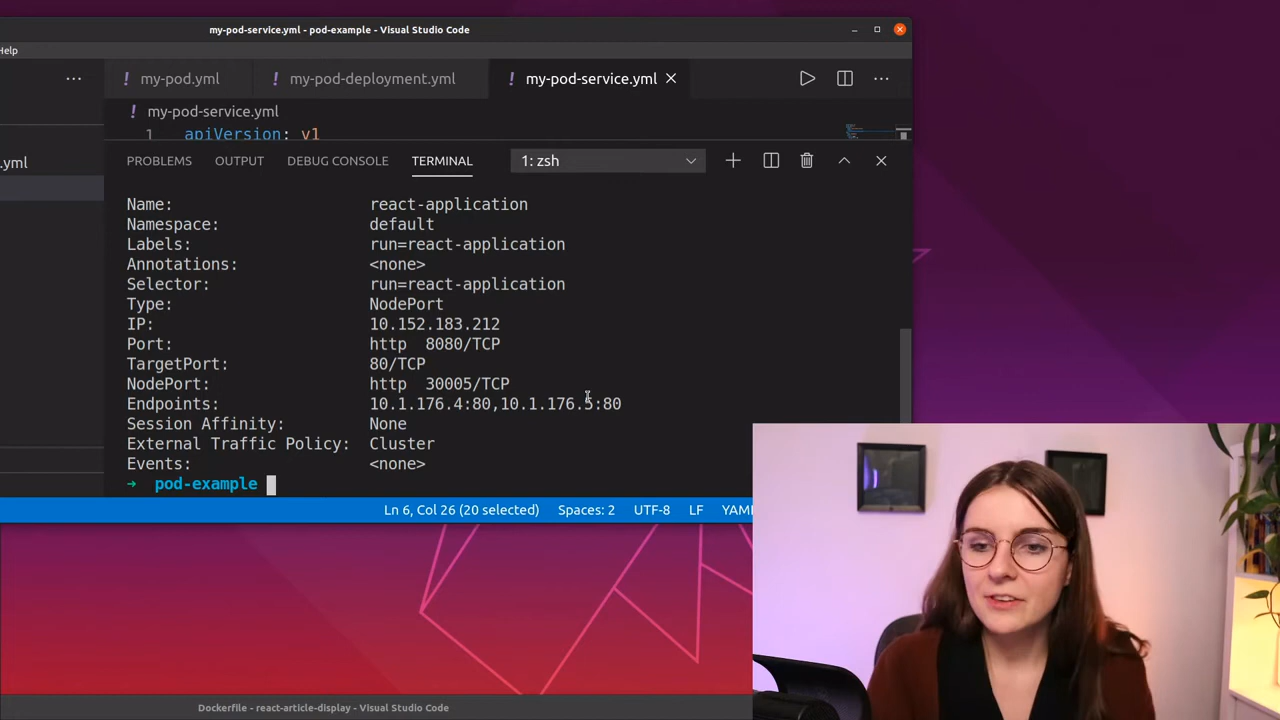 my-pod-service.yml - pod-example - Visual Studio Code
Help
··· ! my-pod.yml ! my-pod-deployment.yml ! my-pod-service.yml ✕ ···
! my-pod-service.yml
1 apiVersion: v1
.yml
PROBLEMS OUTPUT DEBUG CONSOLE TERMINAL 1: zsh
Name: react-application
Namespace: default
Labels: run=react-application
Annotations: <none>
Selector: run=react-application
Type: NodePort
IP: 10.152.183.212
Port: http 8080/TCP
TargetPort: 80/TCP
NodePort: http 30005/TCP
Endpoints: 10.1.176.4:80,10.1.176.5:80
Session Affinity: None
External Traffic Policy: Cluster
Events: <none>
→ pod-example
Ln 6, Col 26 (20 selected) Spaces: 2 UTF-8 LF YAML
Dockerfile - react-article-display - Visual Studio Code